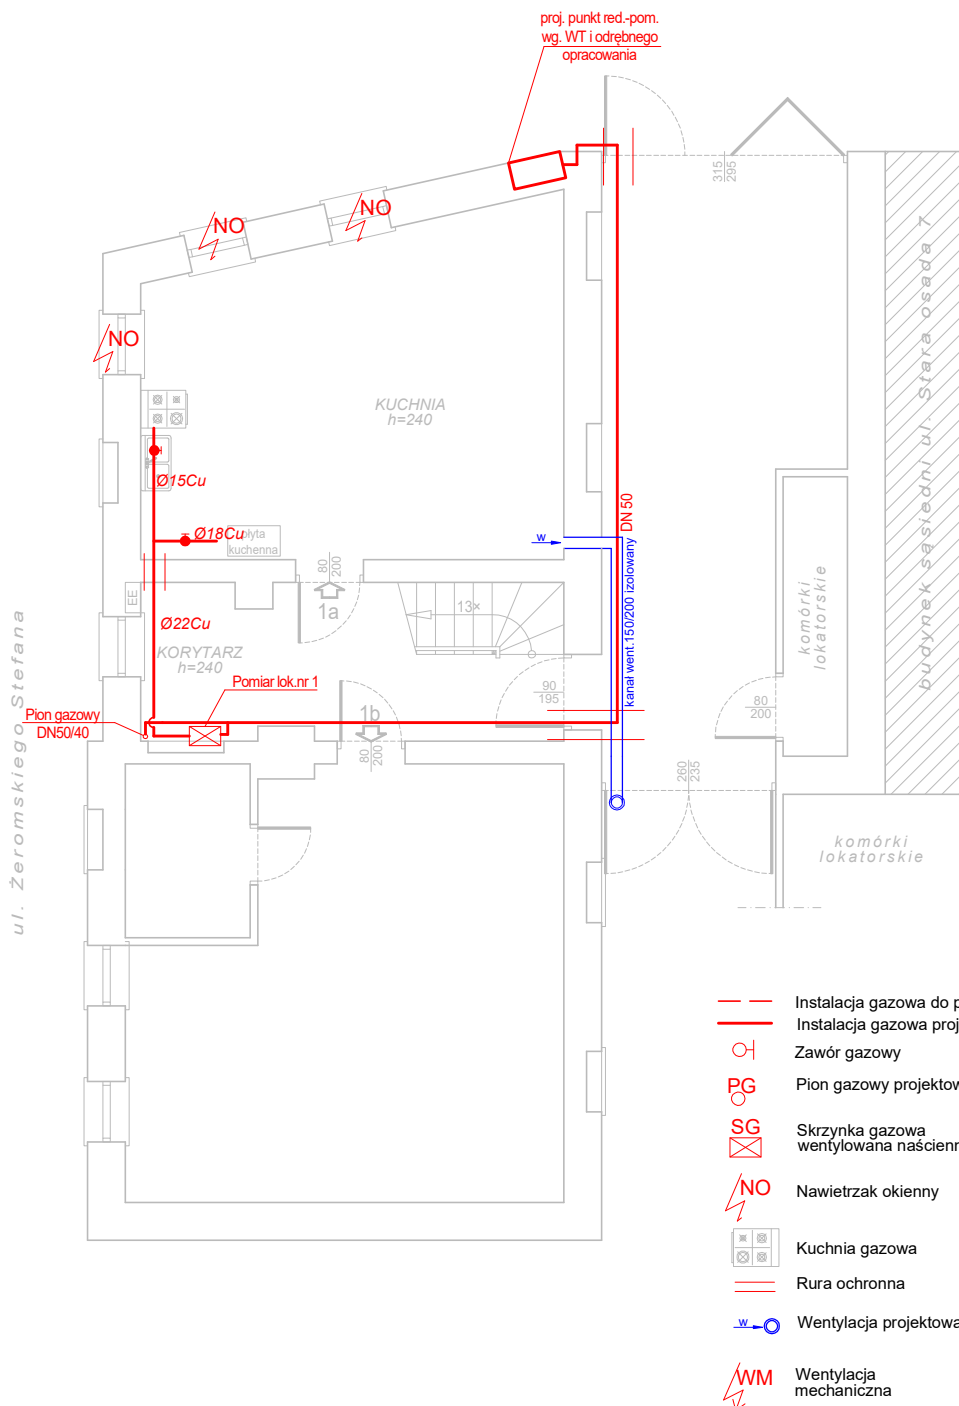 proj. punkt red.-pom.
wg. WT i odrębnego
opracowania
315
295
NO
NO
NO
KUCHNIA
h=240
Ø15Cu
Ø18Cu
płyta
kuchenna
DN 50
w
kanał went.150/200 izolowany
80
200
1a
13×
EE
Ø22Cu
KORYTARZ
h=240
Pomiar lok.nr 1
Pion gazowy
DN50/40
1b
80
200
90
195
80
200
260
235
komórki
lokatorskie
budynek sąsiedni ul. Stara osada 7
ul. Żeromskiego Stefana
komórki
lokatorskie
Instalacja gazowa do p
Instalacja gazowa proj
Zawór gazowy
PG
Pion gazowy projektow
SG
Skrzynka gazowa
wentylowana naścienn
NO
Nawietrzak okienny
Kuchnia gazowa
Rura ochronna
w
Wentylacja projektowa
WM
Wentylacja
mechaniczna